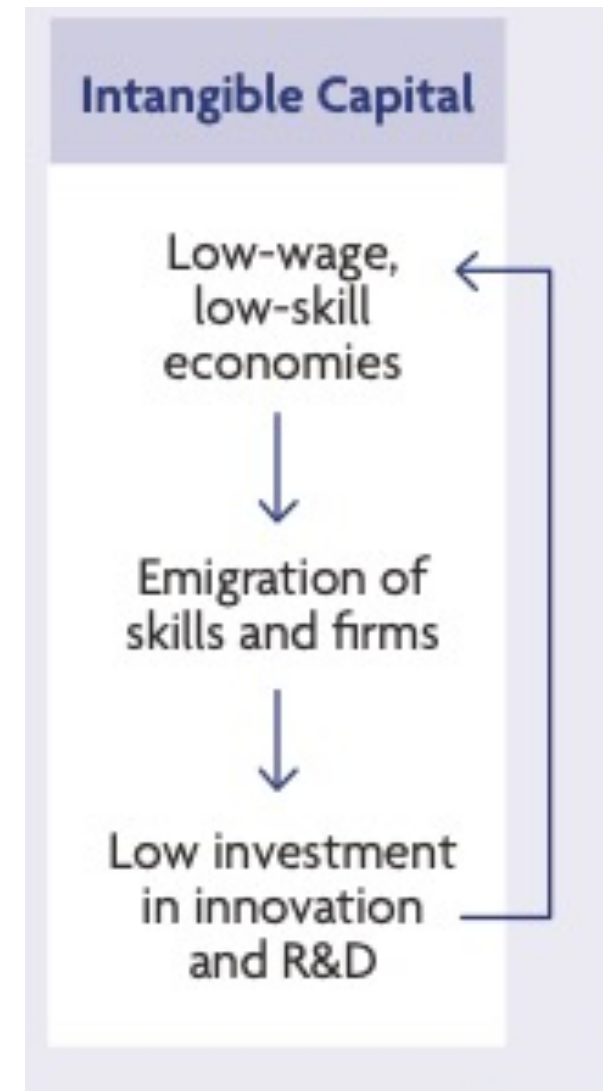 Intangible Capital
Low-wage,
low-skill
economies
Emigration of
skills and firms
Low investment
in innovation
and R&D